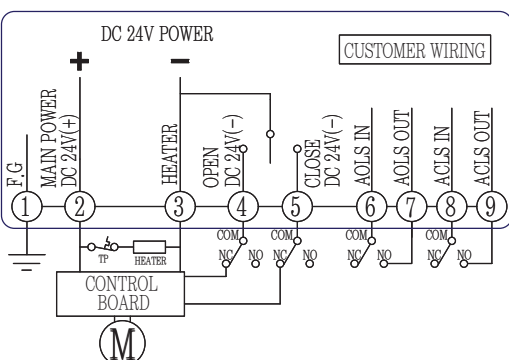 DC 24V POWER
CUSTOMER WIRING
+
−
F.G
MAIN POWER
DC 24V(+)
HEATER
OPEN
DC 24V(-)
CLOSE
DC 24V(-)
AOLS IN
AOLS OUT
ACLS IN
ACLS OUT
1 2 3 4 5 6 7 8 9
COM COM COM COM
NC NO NC NO NC NO NC NO
TP HEATER
CONTROL
BOARD
M